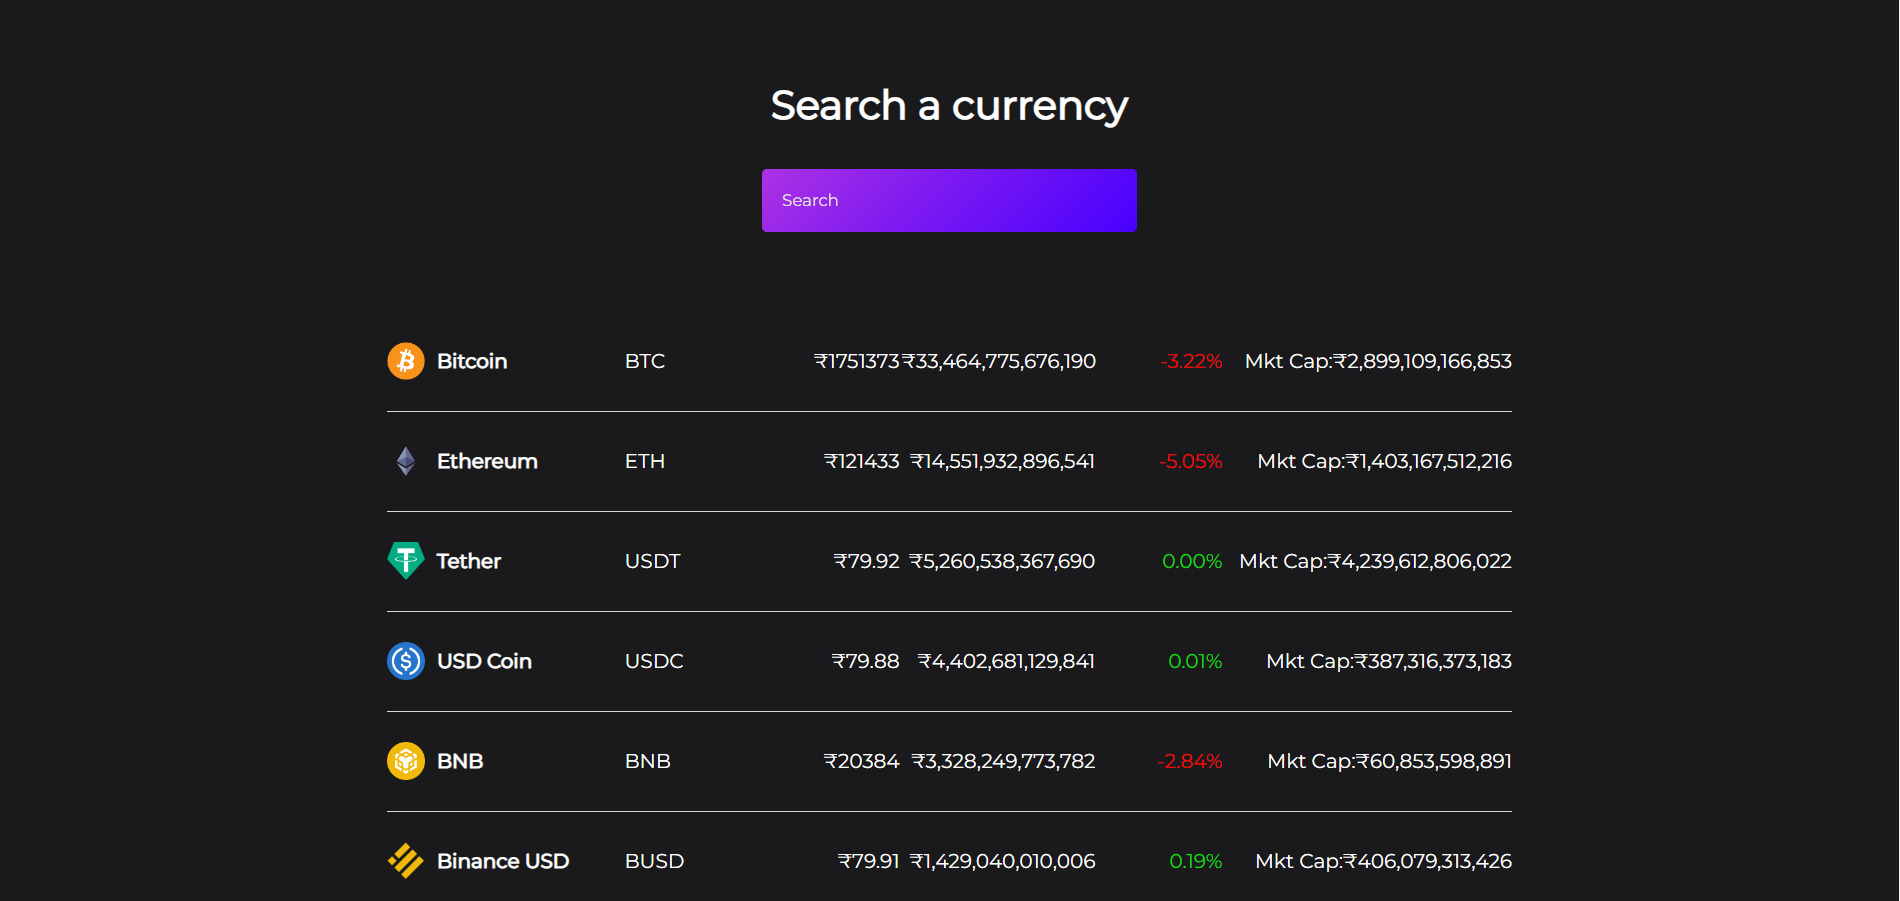 Search a currency
Search
Bitcoin BTC ₹1751373 ₹33,464,775,676,190 -3.22% Mkt Cap:₹2,899,109,166,853
Ethereum ETH ₹121433 ₹14,551,932,896,541 -5.05% Mkt Cap:₹1,403,167,512,216
Tether USDT ₹79.92 ₹5,260,538,367,690 0.00% Mkt Cap:₹4,239,612,806,022
USD Coin USDC ₹79.88 ₹4,402,681,129,841 0.01% Mkt Cap:₹387,316,373,183
BNB BNB ₹20384 ₹3,328,249,773,782 -2.84% Mkt Cap:₹60,853,598,891
Binance USD BUSD ₹79.91 ₹1,429,040,010,006 0.19% Mkt Cap:₹406,079,313,426